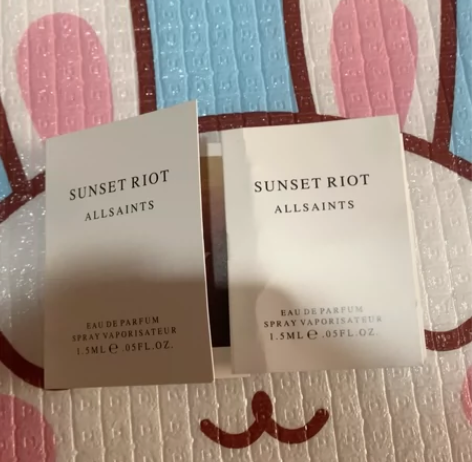 SUNSET RIOT
ALLSAINTS
EAU DE PARFUM
SPRAY VAPORISATEUR
1.5ML ℮ .05FL.OZ.
SUNSET RIOT
ALLSAINTS
EAU DE PARFUM
SPRAY VAPORISATEUR
1.5ML ℮ .05FL.OZ.